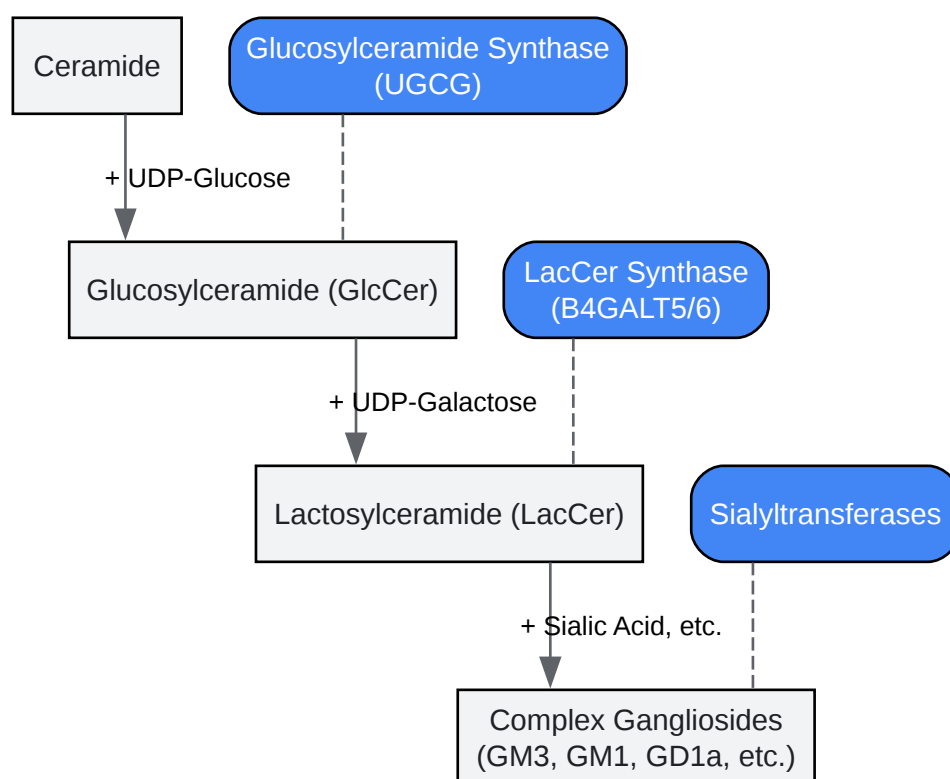 Ceramide
Glucosylceramide Synthase
(UGCG)
+ UDP-Glucose
Glucosylceramide (GlcCer)
LacCer Synthase
(B4GALT5/6)
+ UDP-Galactose
Lactosylceramide (LacCer)
Sialyltransferases
+ Sialic Acid, etc.
Complex Gangliosides
(GM3, GM1, GD1a, etc.)